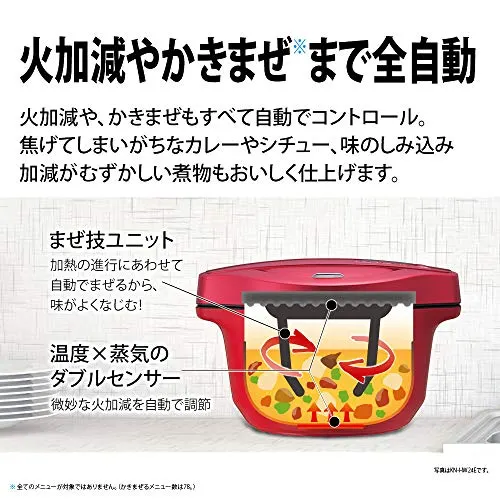 火加減やかきまぜ※まで全自動
火加減や、かきまぜもすべて自動でコントロール。
焦げてしまいがちなカレーやシチュー、味のしみ込み
加減がむずかしい煮物もおいしく仕上げます。
まぜ技ユニット
加熱の進行にあわせて
自動でまぜるから、
味がよくなじむ!
温度×蒸気の
ダブルセンサー
微妙な火加減を自動で調節
写真はKN-HW24Eです。
※ 全てのメニューが対象ではありません。(かきまぜるメニュー数は78。)